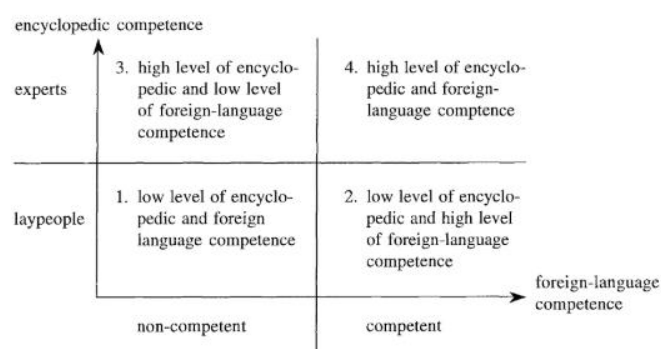 encyclopedic competence
experts
3. high level of encyclo-
pedic and low level
of foreign-language
competence
4. high level of encyclo-
pedic and foreign-
language comptence
laypeople
1. low level of encyclo-
pedic and foreign
language competence
2. low level of encyclo-
pedic and high level
of foreign-language
competence
foreign-language
competence
non-competent
competent